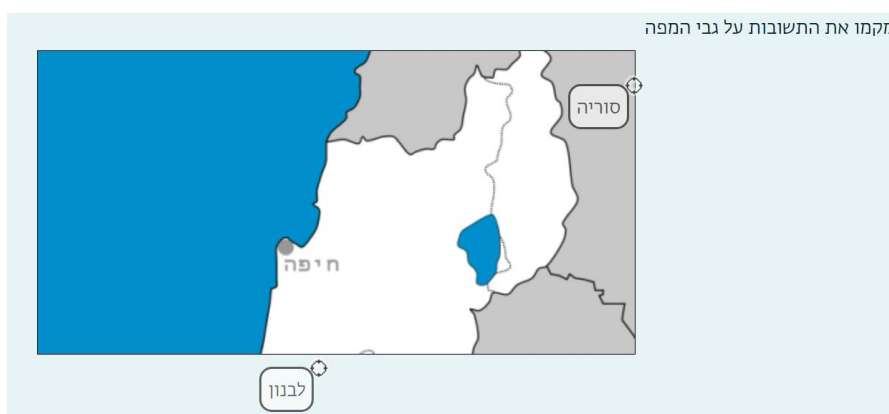 מקמו את התשובות על גבי המפה
סוריה
חיפה
לבנון